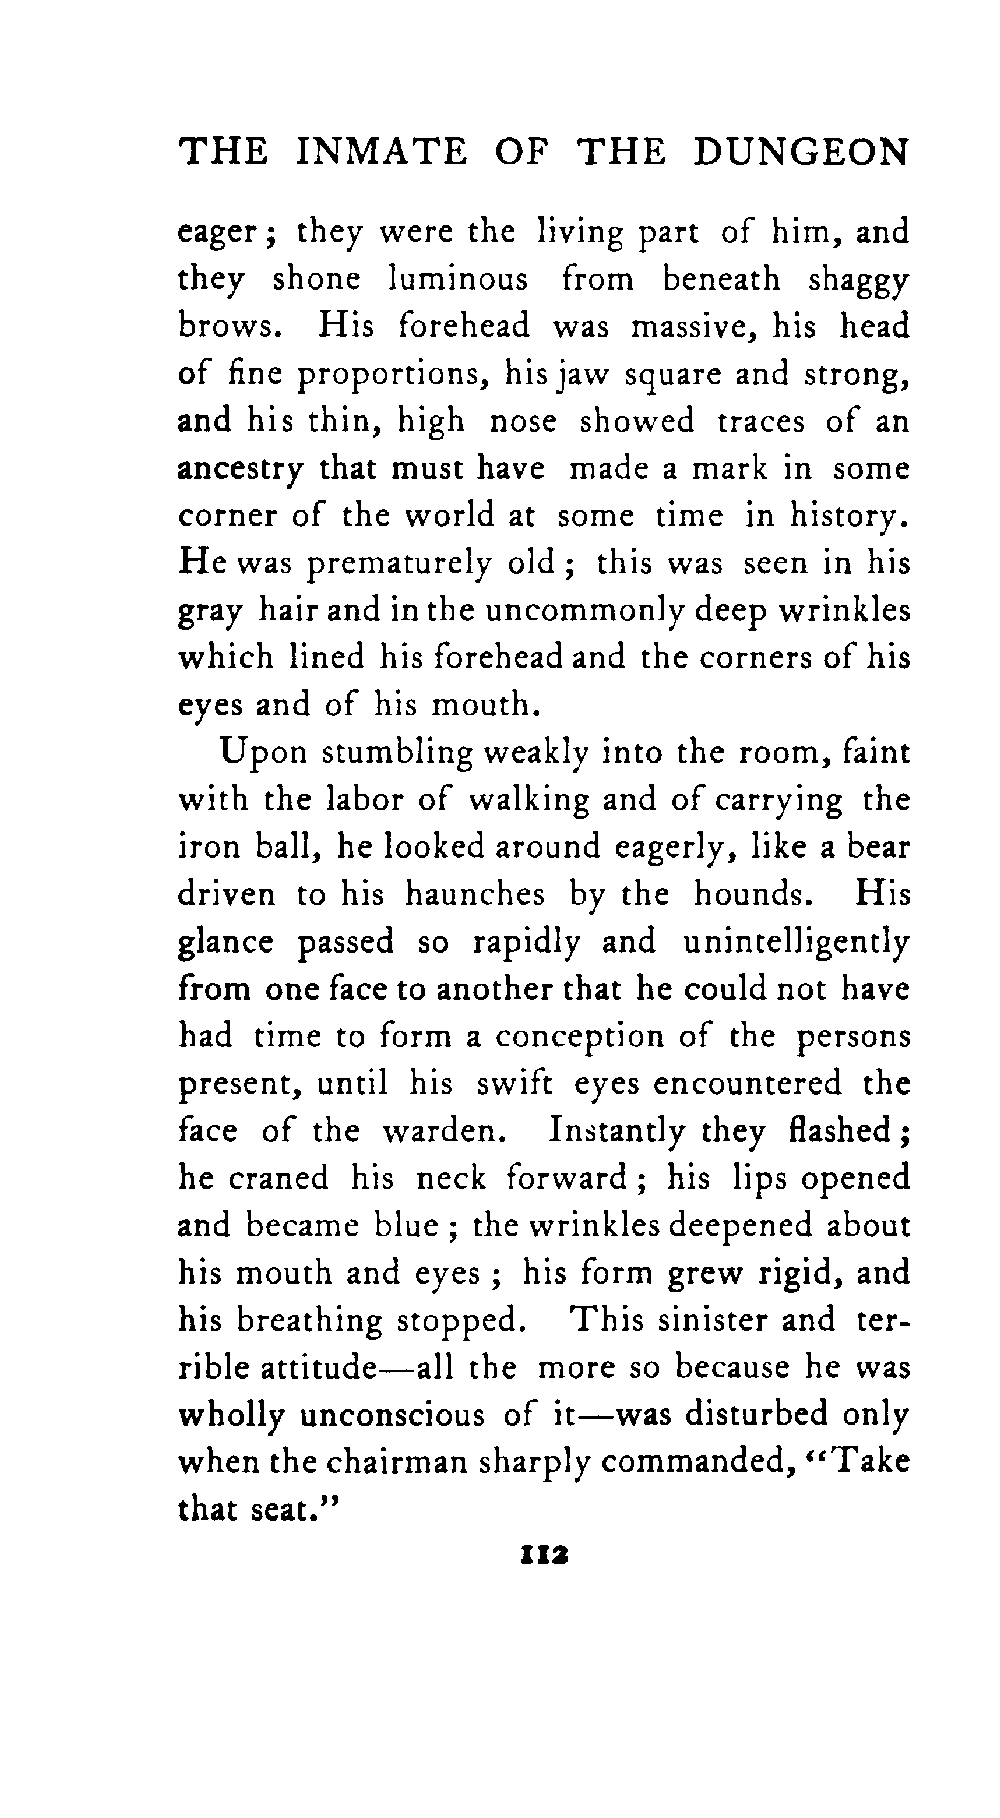 THE INMATE OF THE DUNGEON
eager ; they were the living part of him, and
they shone luminous from beneath shaggy
brows. His forehead was massive, his head
of fine proportions, his jaw square and strong,
and his thin, high nose showed traces of an
ancestry that must have made a mark in some
corner of the world at some time in history.
He was prematurely old ; this was seen in his
gray hair and in the uncommonly deep wrinkles
which lined his forehead and the corners of his
eyes and of his mouth.
Upon stumbling weakly into the room, faint
with the labor of walking and of carrying the
iron ball, he looked around eagerly, like a bear
driven to his haunches by the hounds. His
glance passed so rapidly and unintelligently
from one face to another that he could not have
had time to form a conception of the persons
present, until his swift eyes encountered the
face of the warden. Instantly they flashed ;
he craned his neck forward ; his lips opened
and became blue ; the wrinkles deepened about
his mouth and eyes ; his form grew rigid, and
his breathing stopped. This sinister and ter-
rible attitude—all the more so because he was
wholly unconscious of it—was disturbed only
when the chairman sharply commanded, “Take
that seat.”
112